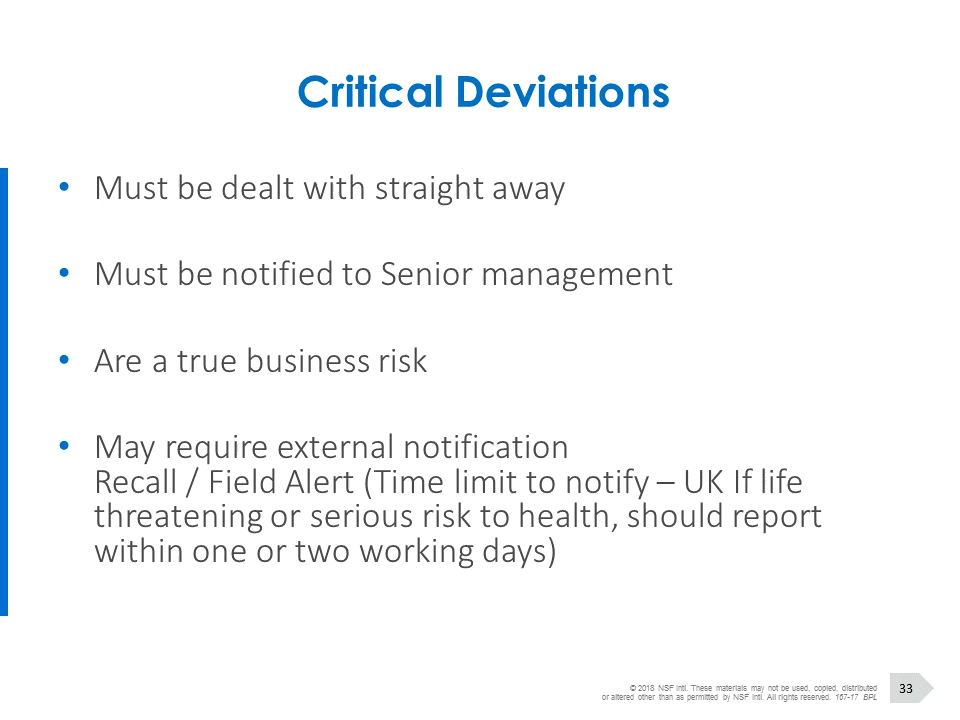 Critical Deviations
• Must be dealt with straight away
• Must be notified to Senior management
• Are a true business risk
• May require external notification
Recall / Field Alert (Time limit to notify – UK If life
threatening or serious risk to health, should report
within one or two working days)
© 2018 NSF Intl. These materials may not be used, copied, distributed
or altered other than as permitted by NSF Intl. All rights reserved. 167-17 BPL
33